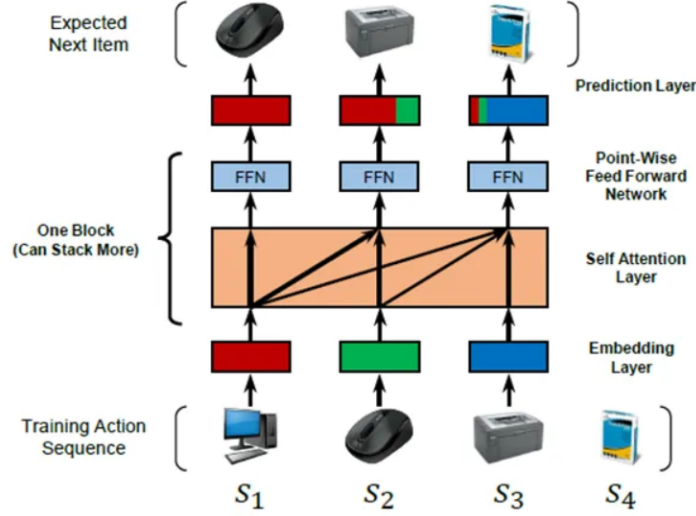 Expected
Next Item
Prediction Layer
FFN
FFN
FFN
Point-Wise
Feed Forward
Network
One Block
(Can Stack More)
Self Attention
Layer
Embedding
Layer
Training Action
Sequence
S1
S2
S3
S4